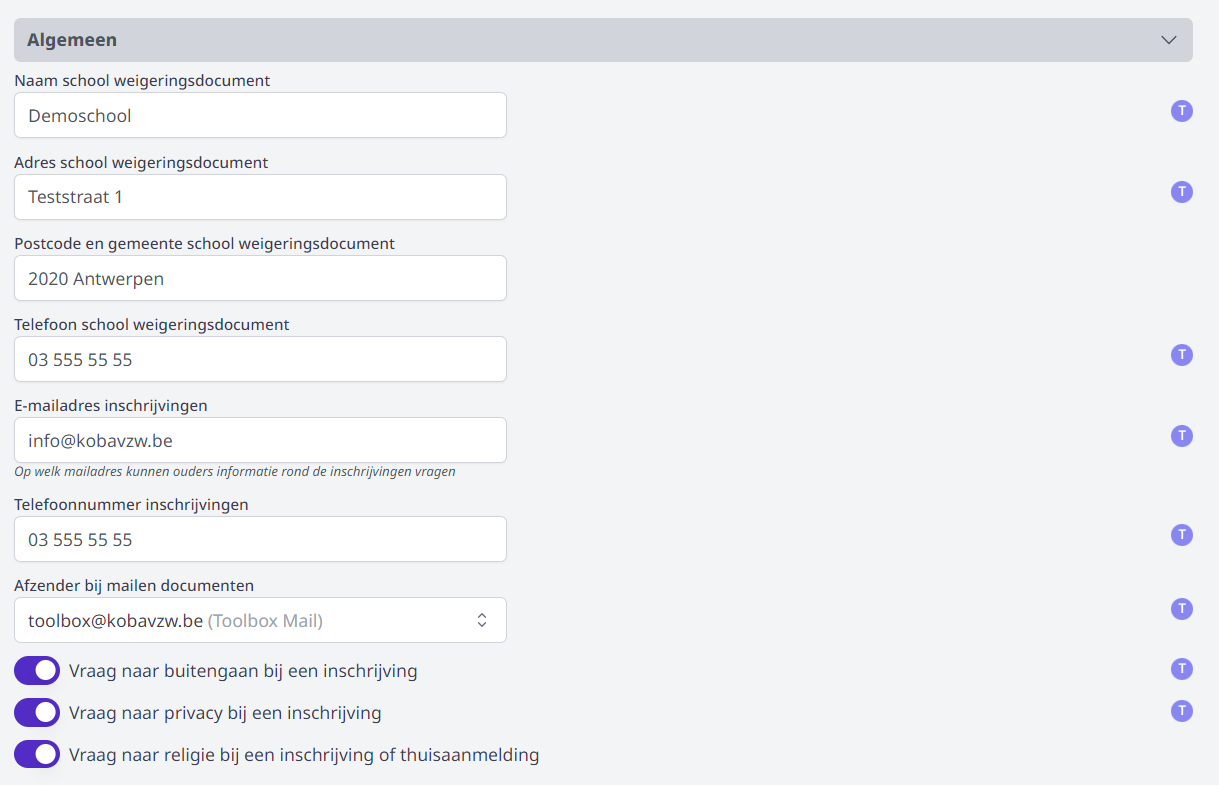 Algemeen
Naam school weigeringsdocument
Demoschool
T
Adres school weigeringsdocument
Teststraat 1
T
Postcode en gemeente school weigeringsdocument
2020 Antwerpen
Telefoon school weigeringsdocument
03 555 55 55
T
E-mailadres inschrijvingen
info@kobavzw.be
T
Op welk mailadres kunnen ouders informatie rond de inschrijvingen vragen
Telefoonnummer inschrijvingen
03 555 55 55
T
Afzender bij mailen documenten
toolbox@kobavzw.be (Toolbox Mail)
T
Vraag naar buitengaan bij een inschrijving
T
Vraag naar privacy bij een inschrijving
T
Vraag naar religie bij een inschrijving of thuisaanmelding